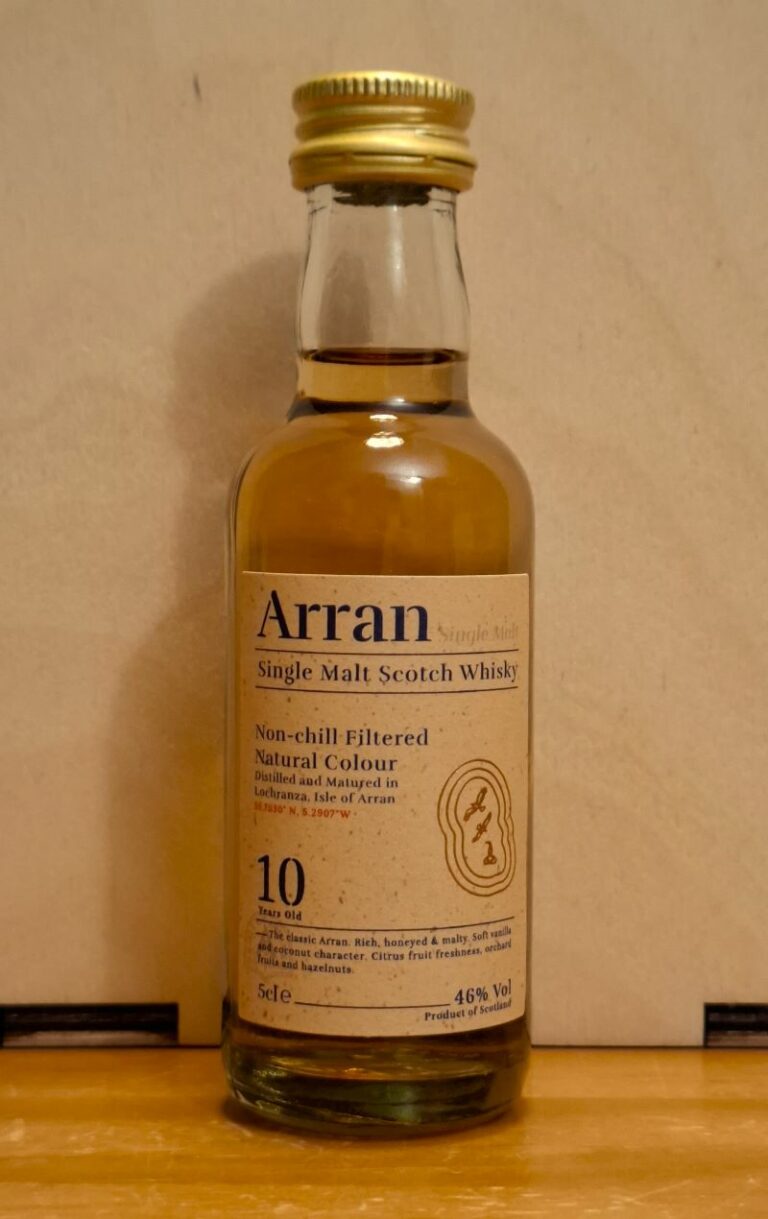 Arran Single Malt
Single Malt Scotch Whisky
Non-chill Filtered
Natural Colour
Distilled and Matured in
Lochranza, Isle of Arran
N, 5.2907°W
10
Years Old
—The classic Arran. Rich, honeyed & malty. Soft vanilla
and coconut character. Citrus fruit freshness, orchard
fruits and hazelnuts.
5cl e 46% Vol
Product of Scotland